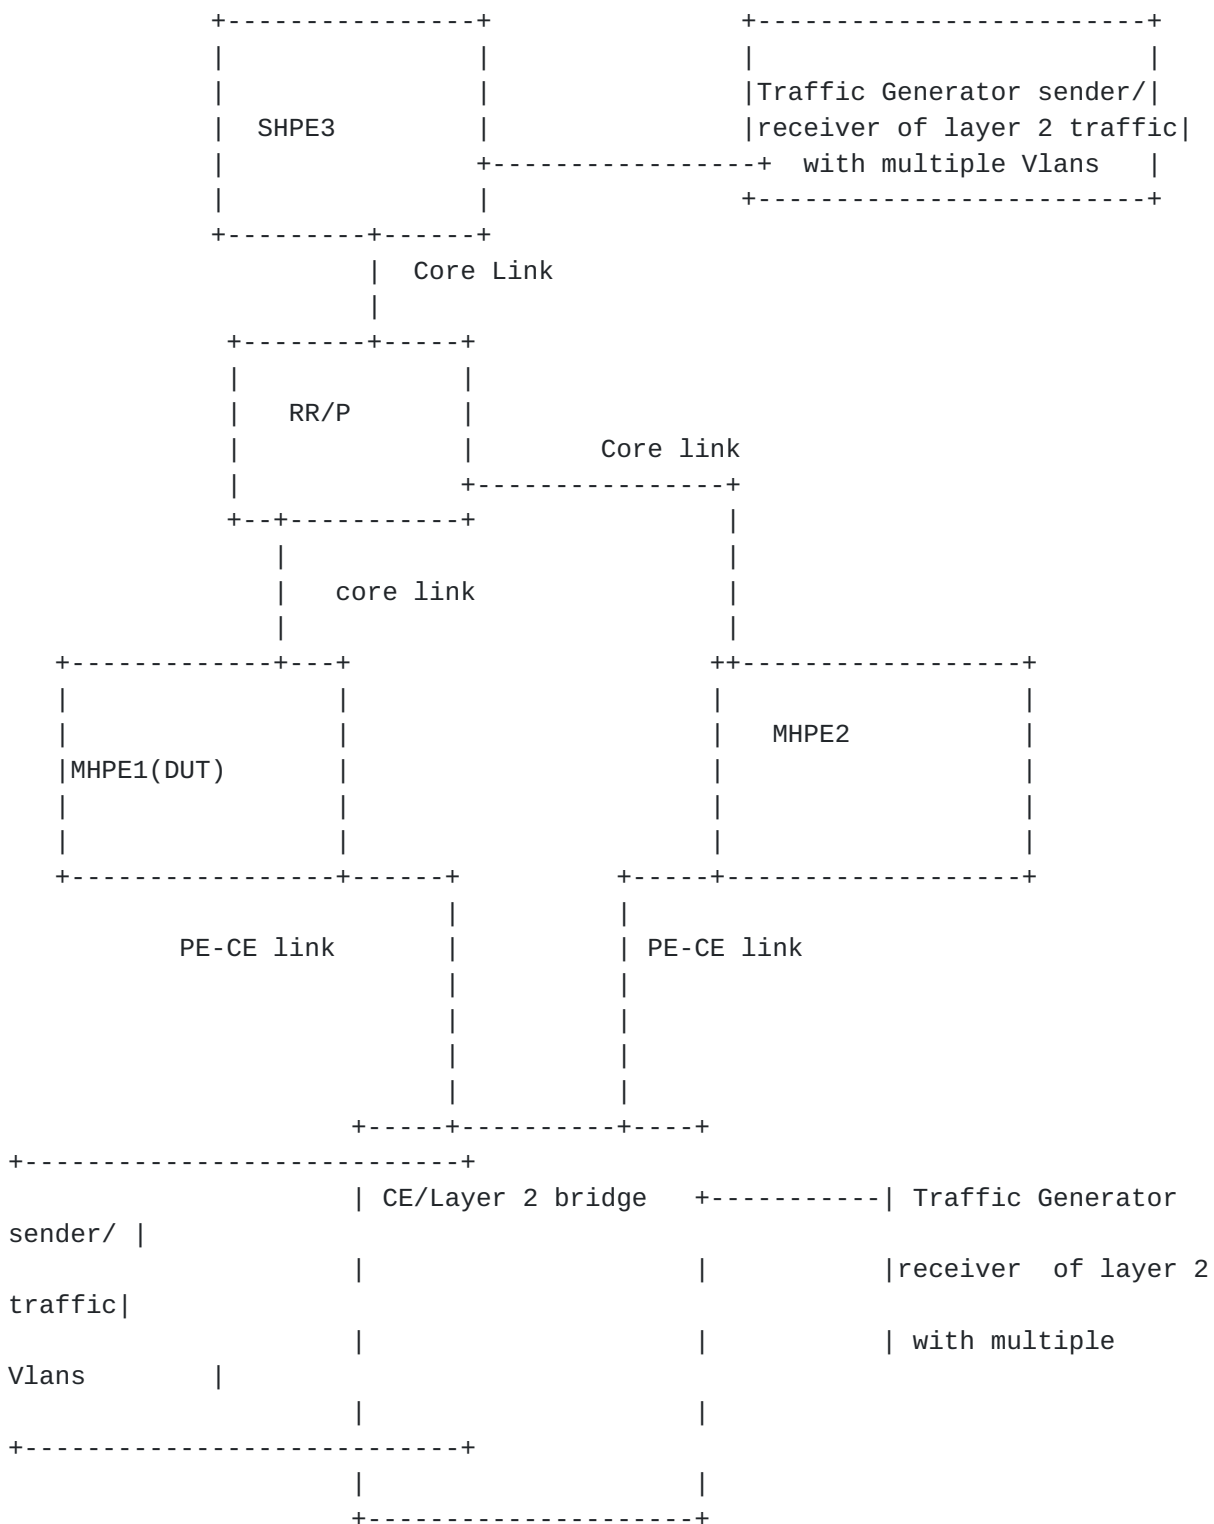 Traffic Generator sender/
SHPE3 receiver of layer 2 traffic
with multiple Vlans
Core Link
RR/P
Core link
core link
MHPE2
MHPE1(DUT)
PE-CE link PE-CE link
CE/Layer 2 bridge Traffic Generator
sender/
receiver of layer 2
traffic
with multiple
Vlans